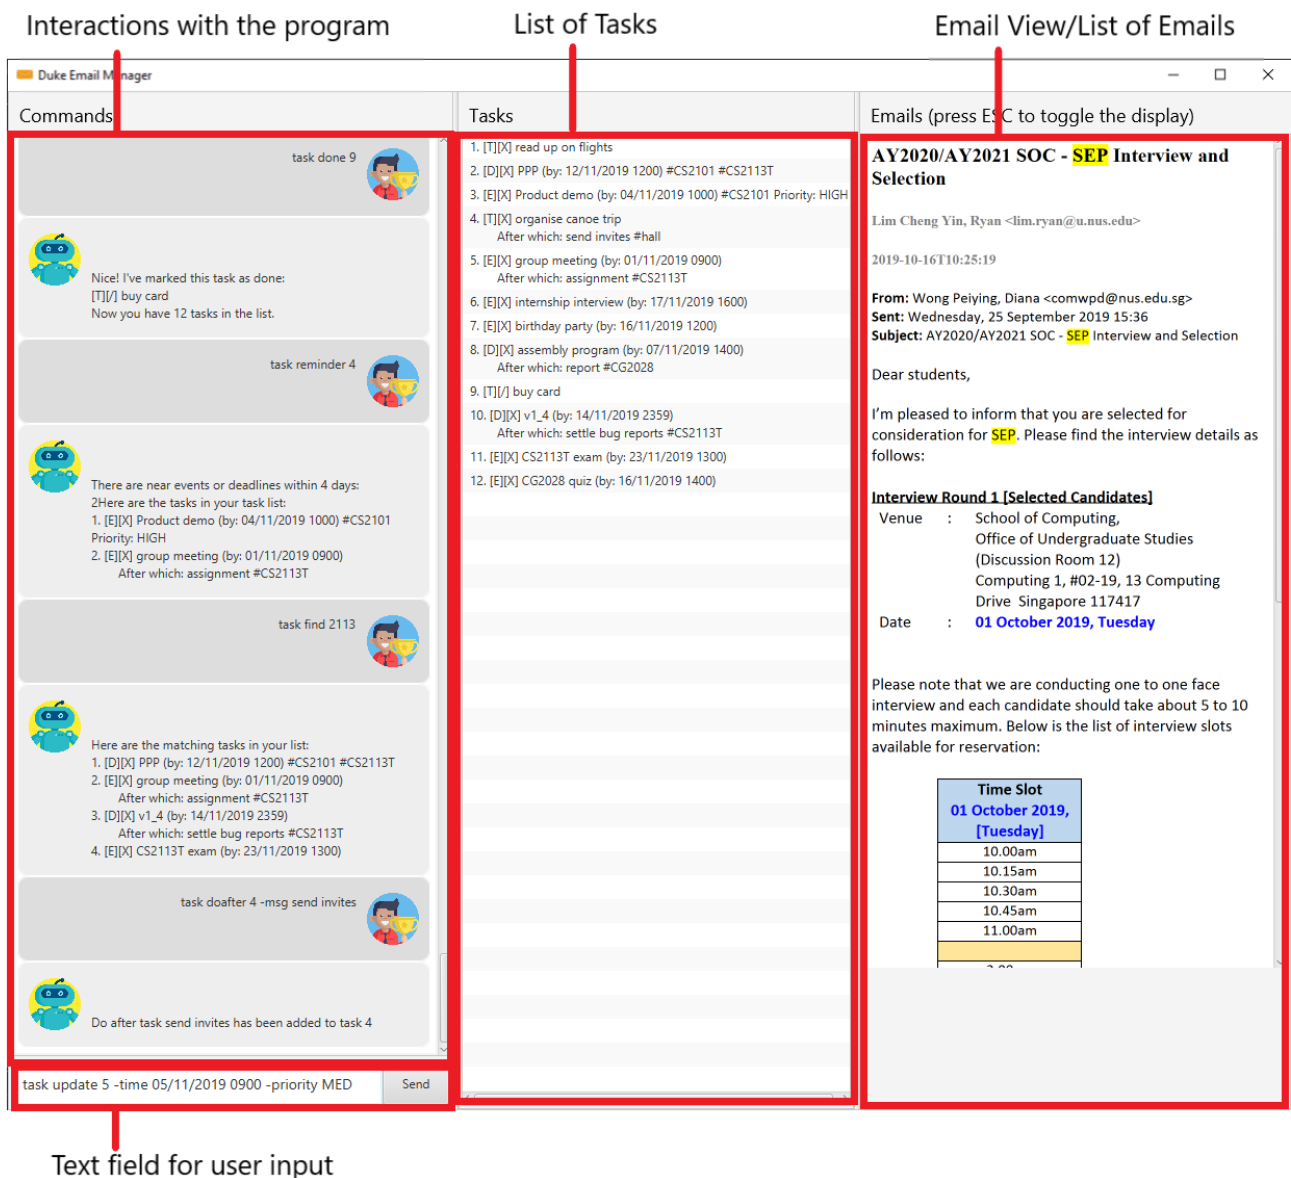 Interactions with the program
List of Tasks
Email View/List of Emails
Duke Email Manager
Commands
task done 9
Nice! I've marked this task as done:
[T][/] buy card
Now you have 12 tasks in the list.
task reminder 4
There are near events or deadlines within 4 days:
2Here are the tasks in your task list:
1. [E][X] Product demo (by: 04/11/2019 1000) #CS2101
Priority: HIGH
2. [E][X] group meeting (by: 01/11/2019 0900)
After which: assignment #CS2113T
task find 2113
Here are the matching tasks in your list:
1. [D][X] PPP (by: 12/11/2019 1200) #CS2101 #CS2113T
2. [E][X] group meeting (by: 01/11/2019 0900)
After which: assignment #CS2113T
3. [D][X] v1_4 (by: 14/11/2019 2359)
After which: settle bug reports #CS2113T
4. [E][X] CS2113T exam (by: 23/11/2019 1300)
task doafter 4 -msg send invites
Do after task send invites has been added to task 4
task update 5 -time 05/11/2019 0900 -priority MED
Send
Text field for user input
Tasks
1. [T][X] read up on flights
2. [D][X] PPP (by: 12/11/2019 1200) #CS2101 #CS2113T
3. [E][X] Product demo (by: 04/11/2019 1000) #CS2101 Priority: HIGH
4. [T][X] organise canoe trip
After which: send invites #hall
5. [E][X] group meeting (by: 01/11/2019 0900)
After which: assignment #CS2113T
6. [E][X] internship interview (by: 17/11/2019 1600)
7. [E][X] birthday party (by: 16/11/2019 1200)
8. [D][X] assembly program (by: 07/11/2019 1400)
After which: report #CG2028
9. [T][/] buy card
10. [D][X] v1_4 (by: 14/11/2019 2359)
After which: settle bug reports #CS2113T
11. [E][X] CS2113T exam (by: 23/11/2019 1300)
12. [E][X] CG2028 quiz (by: 16/11/2019 1400)
Emails (press ESC to toggle the display)
AY2020/AY2021 SOC - SEP Interview and
Selection
Lim Cheng Yin, Ryan <lim.ryan@u.nus.edu>
2019-10-16T10:25:19
From: Wong Peiying, Diana <comwpd@nus.edu.sg>
Sent: Wednesday, 25 September 2019 15:36
Subject: AY2020/AY2021 SOC - SEP Interview and Selection
Dear students,
I'm pleased to inform that you are selected for
consideration for SEP. Please find the interview details as
follows:
Interview Round 1 [Selected Candidates]
Venue : School of Computing,
Office of Undergraduate Studies
(Discussion Room 12)
Computing 1, #02-19, 13 Computing
Drive Singapore 117417
Date : 01 October 2019, Tuesday
Please note that we are conducting one to one face
interview and each candidate should take about 5 to 10
minutes maximum. Below is the list of interview slots
available for reservation:
Time Slot
01 October 2019,
[Tuesday]
10.00am
10.15am
10.30am
10.45am
11.00am